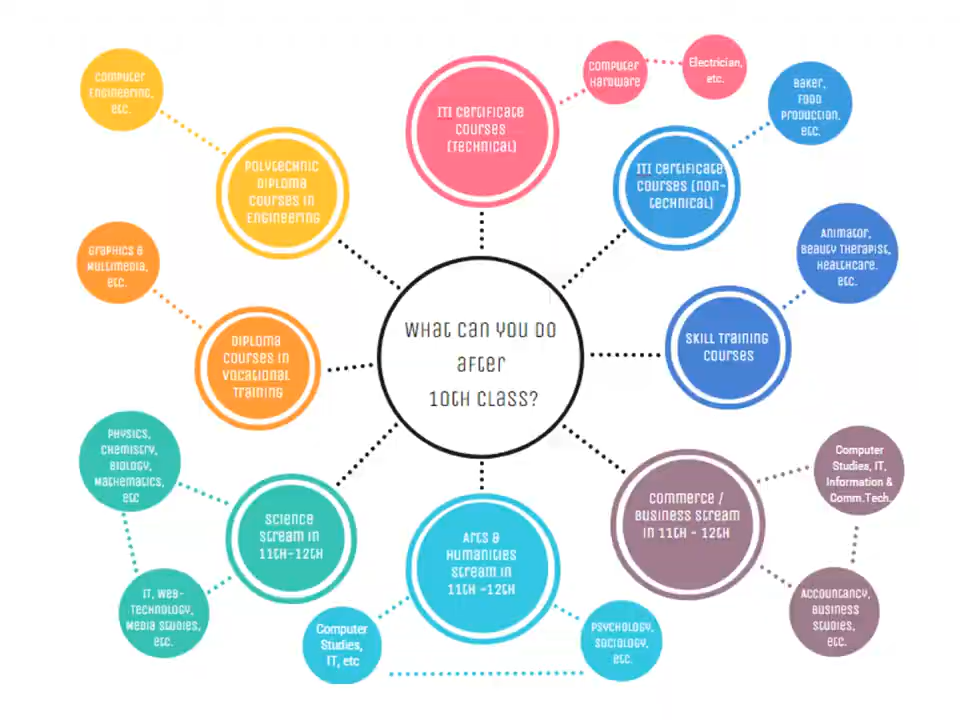 What can you do
after
10th class?
ITI certificate
courses
(technical)
Computer
Hardware
Electrician,
etc.
ITI certificate
courses (non-
technical)
Baker,
Food
Production,
etc.
Skill Training
courses
Animator,
Beauty Therapist,
Healthcare.
etc.
Commerce /
Business stream
in 11th - 12th
Computer
Studies, IT,
Information &
Comm.Tech.
Accountancy,
Business
Studies,
etc.
Arts &
Humanities
stream in
11th -12th
Psychology,
Sociology,
etc.
Computer
Studies,
IT, etc
Science
stream in
11th-12th
IT, Web-
Technology,
Media Studies,
etc.
Physics,
Chemistry,
Biology,
Mathematics,
etc
Diploma
courses in
Vocational
Training
Graphics &
Multimedia,
etc.
Polytechnic
Diploma
courses in
Engineering
Computer
Engineering,
etc.